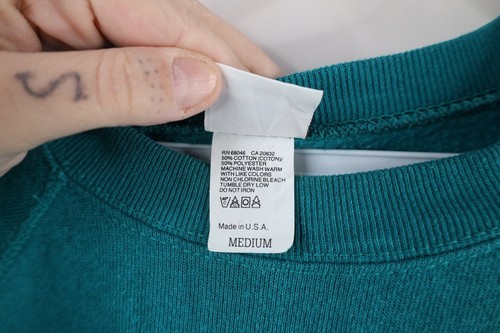 S
RN 68046 CA 20832
50% COTTON (COTON)/
50% POLYESTER
MACHINE WASH WARM
WITH LIKE COLORS
NON CHLORINE BLEACH
TUMBLE DRY LOW
DO NOT IRON
Made in U.S.A.
MEDIUM